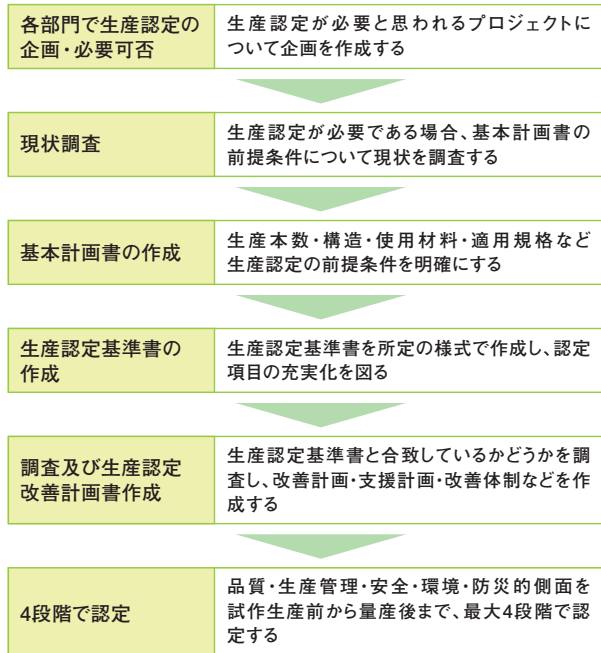 各部門で生産認定の
企画・必要可否
生産認定が必要と思われるプロジェクトに
ついて企画を作成する
現状調査
生産認定が必要である場合、基本計画書の
前提条件について現状を調査する
基本計画書の作成
生産本数・構造・使用材料・適用規格など
生産認定の前提条件を明確にする
生産認定基準書の
作成
生産認定基準書を所定の様式で作成し、認定
項目の充実化を図る
調査及び生産認定
改善計画書作成
生産認定基準書と合致しているかどうかを調
査し、改善計画・支援計画・改善体制などを作
成する
4段階で認定
品質・生産管理・安全・環境・防災的側面を
試作生産前から量産後まで、最大4段階で認
定する